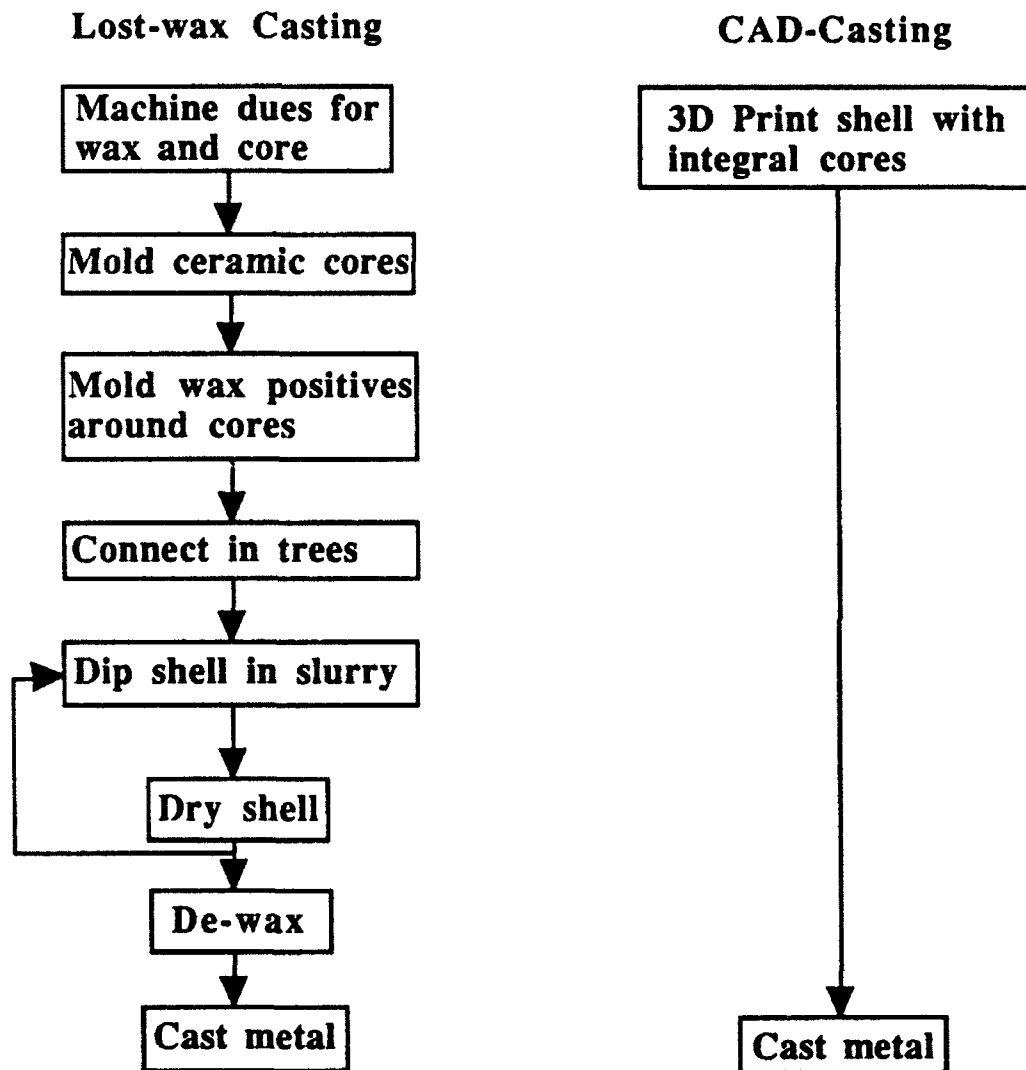 Lost-wax Casting
Machine dues for
wax and core
Mold ceramic cores
Mold wax positives
around cores
Connect in trees
Dip shell in slurry
Dry shell
De-wax
Cast metal
CAD-Casting
3D Print shell with
integral cores
Cast metal